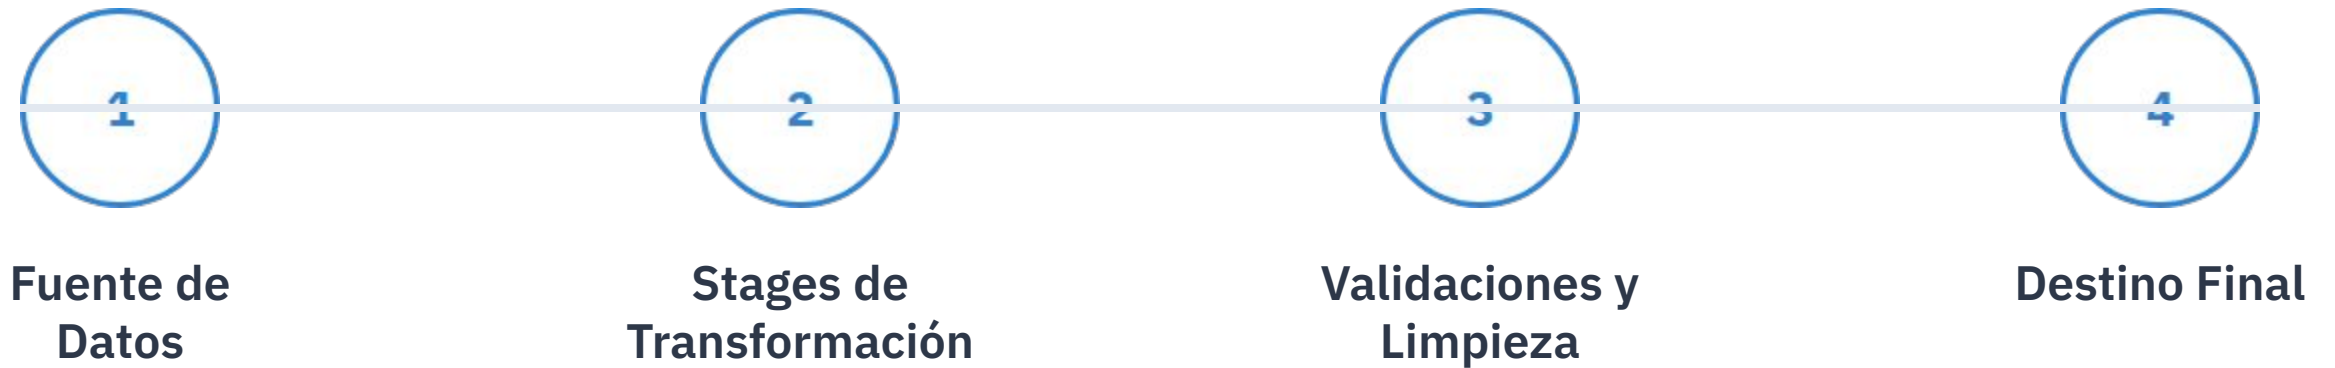 1
Fuente de
Datos
2
Stages de
Transformación
3
Validaciones y
Limpieza
4
Destino Final